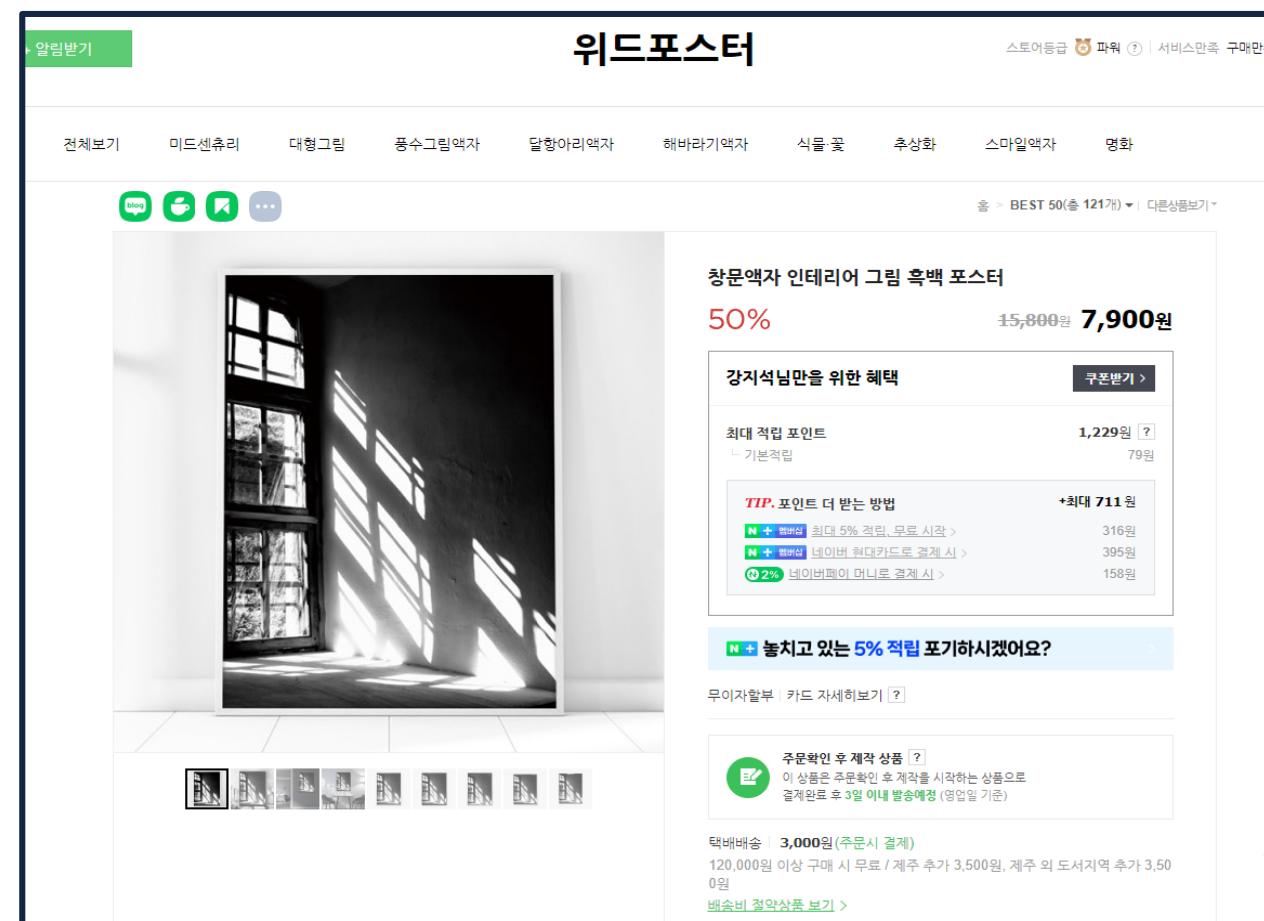 알림받기
위드포스터
스토어등급 파워 ? 서비스만족 구매만
전체보기 미드센츄리 대형그림 풍수그림액자 달항아리액자 해바라기액자 식물·꽃 추상화 스마일액자 명화
blog
홈 > BEST 50(총 121개) 다른상품보기
창문액자 인테리어 그림 흑백 포스터
50% 15,800원 7,900원
강지석님만을 위한 혜택 쿠폰받기 >
최대 적립 포인트 1,229원 ?
기본적립 79원
TIP. 포인트 더 받는 방법 +최대 711원
N + 멤버십 최대 5% 적립, 무료 시작 > 316원
N + 멤버십 네이버 현대카드로 결제 시 > 395원
2% 네이버페이 머니로 결제 시 > 158원
N + 놓치고 있는 5% 적립 포기하시겠어요?
무이자할부 카드 자세히보기 ?
주문확인 후 제작 상품 ?
이 상품은 주문확인 후 제작을 시작하는 상품으로
결제완료 후 3일 이내 발송예정 (영업일 기준)
택배배송 3,000원(주문시 결제)
120,000원 이상 구매 시 무료 / 제주 추가 3,500원, 제주 외 도서지역 추가 3,50
0원
배송비 절약상품 보기 >